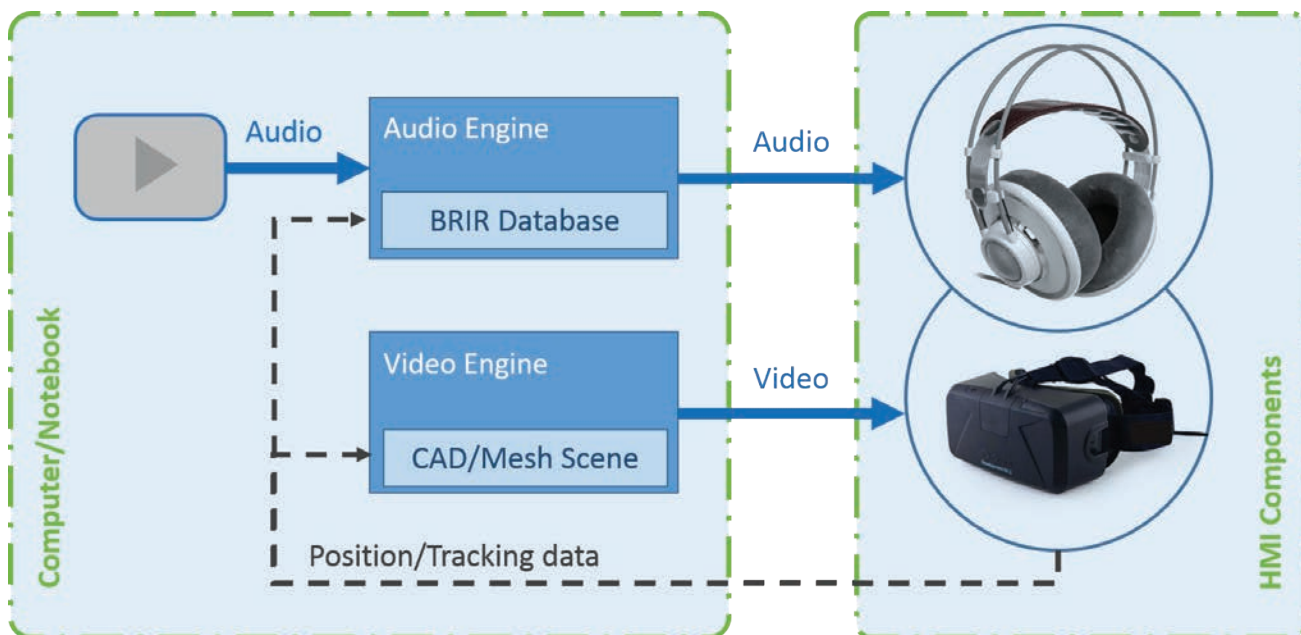 Computer/Notebook
Audio
Audio Engine
BRIR Database
Audio
Video Engine
CAD/Mesh Scene
Video
Position/Tracking data
HMI Components